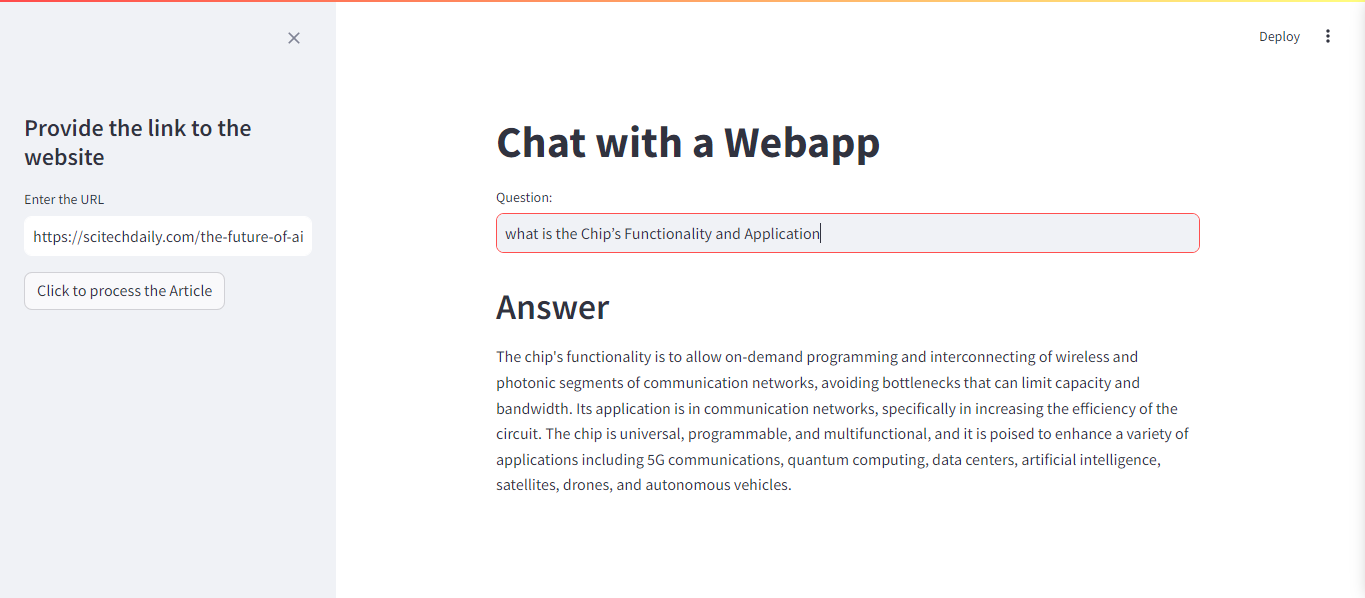 Provide the link to the
website
Enter the URL
https://scitechdaily.com/the-future-of-ai
Click to process the Article
Deploy
Chat with a Webapp
Question:
what is the Chip’s Functionality and Application
Answer
The chip's functionality is to allow on-demand programming and interconnecting of wireless and
photonic segments of communication networks, avoiding bottlenecks that can limit capacity and
bandwidth. Its application is in communication networks, specifically in increasing the efficiency of the
circuit. The chip is universal, programmable, and multifunctional, and it is poised to enhance a variety of
applications including 5G communications, quantum computing, data centers, artificial intelligence,
satellites, drones, and autonomous vehicles.